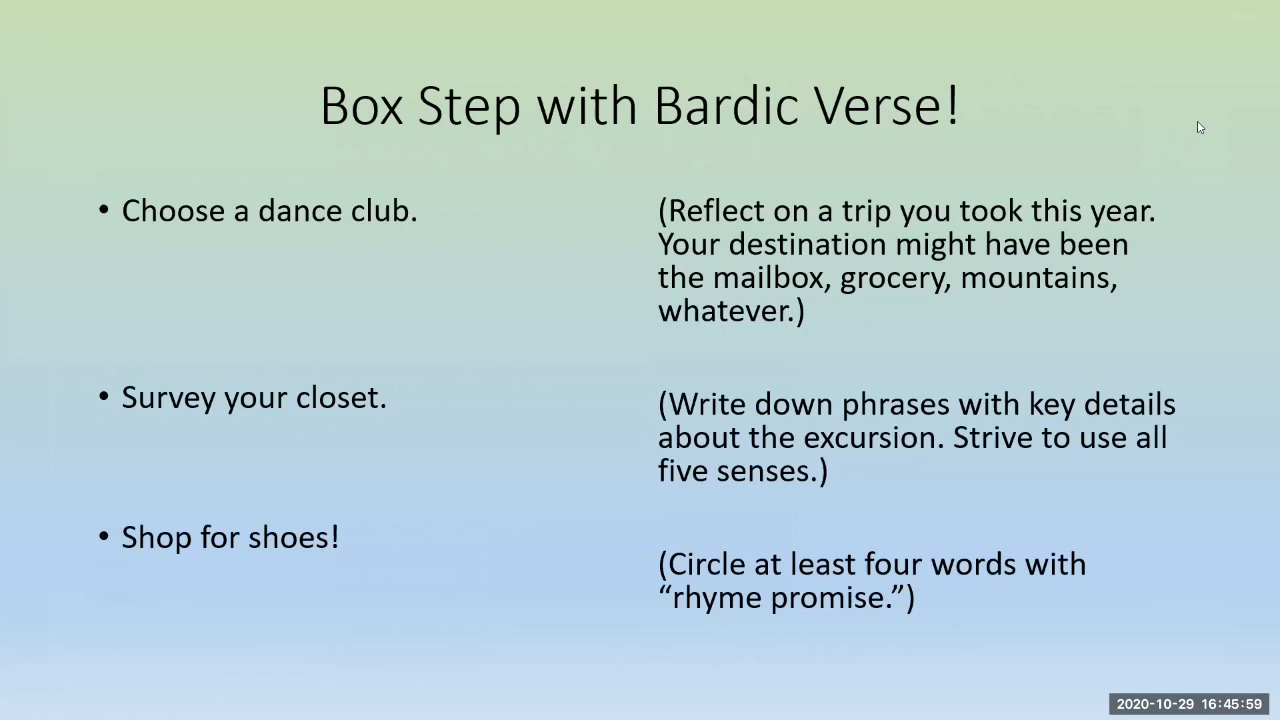 Box Step with Bardic Verse!
• Choose a dance club.
(Reflect on a trip you took this year.
Your destination might have been
the mailbox, grocery, mountains,
whatever.)
• Survey your closet.
(Write down phrases with key details
about the excursion. Strive to use all
five senses.)
• Shop for shoes!
(Circle at least four words with
“rhyme promise.”)
2020-10-29 16:45:59